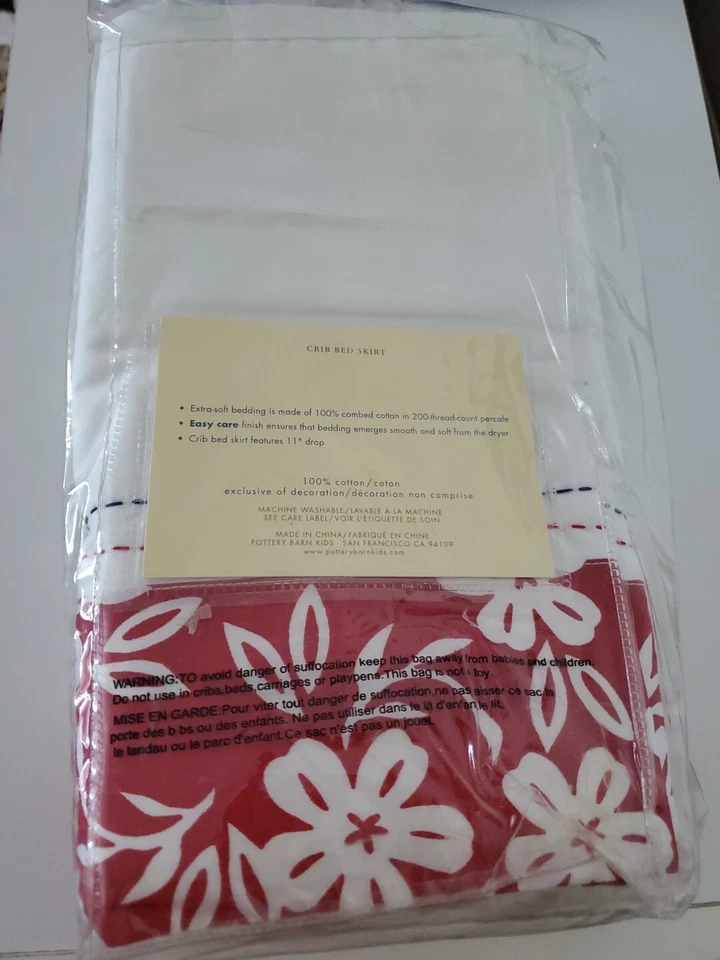 CRIB BED SKIRT
• Extra-soft bedding is made of 100% combed cotton in 200-thread-count percale
• Easy care finish ensures that bedding emerges smooth and soft from the dryer
• Crib bed skirt features 11" drop
100% cotton/coton
exclusive of decoration/décoration non comprise
MACHINE WASHABLE/LAVABLE À LA MACHINE
SEE CARE LABEL/VOIR L'ÉTIQUETTE DE SOIN
MADE IN CHINA/FABRIQUÉ EN CHINE
POTTERY BARN KIDS · SAN FRANCISCO CA 94109
www.potterybarnkids.com
WARNING:TO avoid danger of suffocation keep this bag away from babies and children.
Do not use in cribs,beds,carriages or playpens.This bag is not a toy
MISE EN GARDE:Pour viter tout danger de suffocation,ne pas laisser ce sac la
porte des b bs ou des enfants. Ne pas utiliser dans le lit d'enfan,le lit,
le landau ou le parc d'enfant.Ce sac n'est pas un jouet.